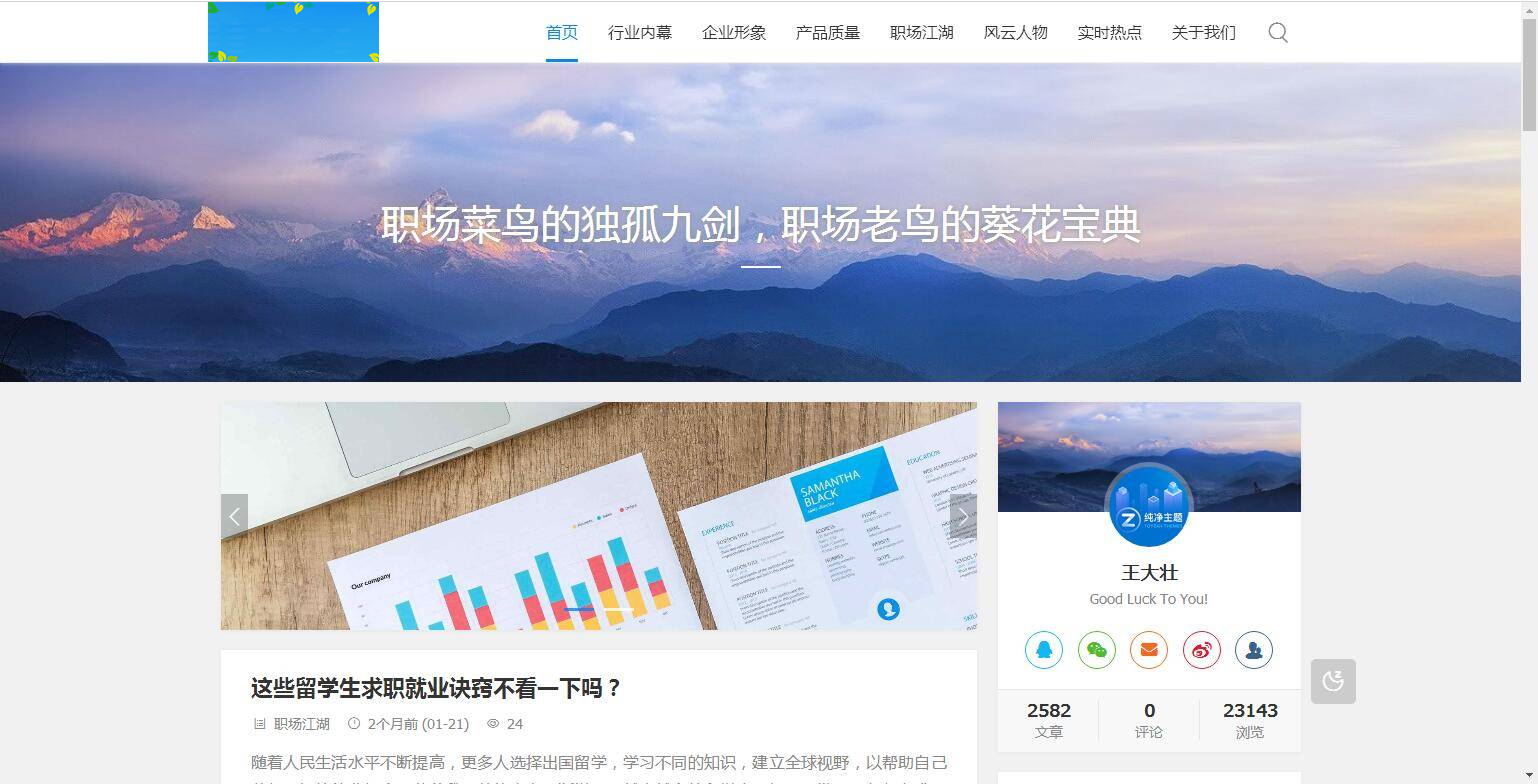 首页 行业内幕 企业形象 产品质量 职场江湖 风云人物 实时热点 关于我们
职场菜鸟的独孤九剑，职场老鸟的葵花宝典
Our company
SAMANTHA
BLACK
EXPERIENCE
EDUCATION
纯净主题
王大壮
Good Luck To You!
2582 0 23143
文章 评论 浏览
这些留学生求职就业诀窍不看一下吗？
职场江湖 2个月前 (01-21) 24
随着人民生活水平不断提高，更多人选择出国留学，学习不同的知识，建立全球视野，以帮助自己